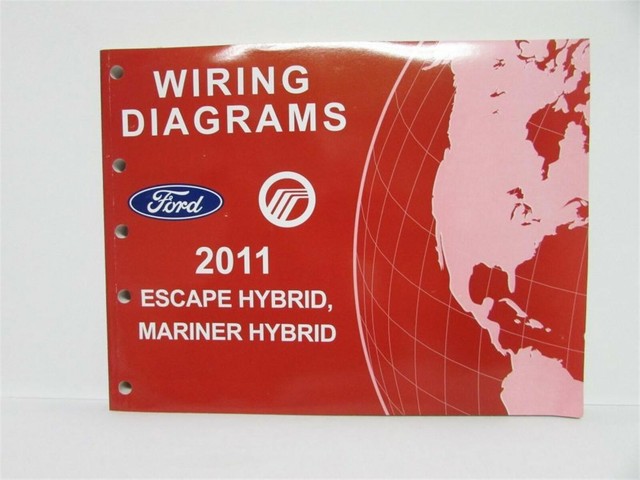 WIRING
DIAGRAMS
Ford
2011
ESCAPE HYBRID,
MARINER HYBRID